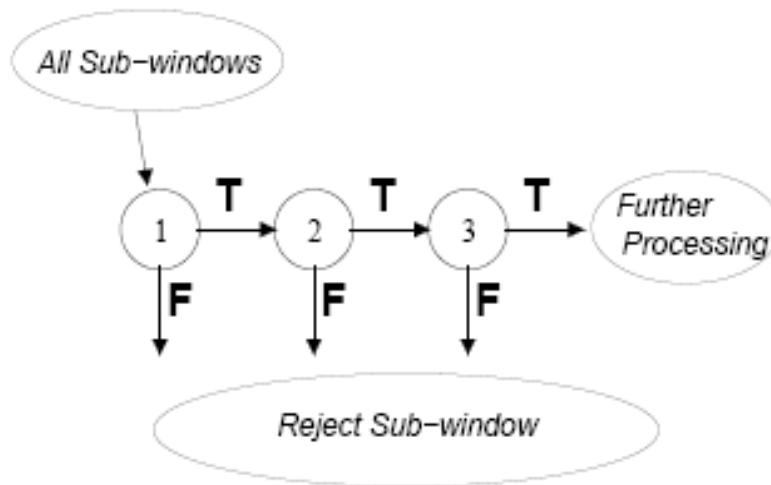 All Sub-windows
T
T
T
1
2
3
Further
Processing
F
F
F
Reject Sub-window